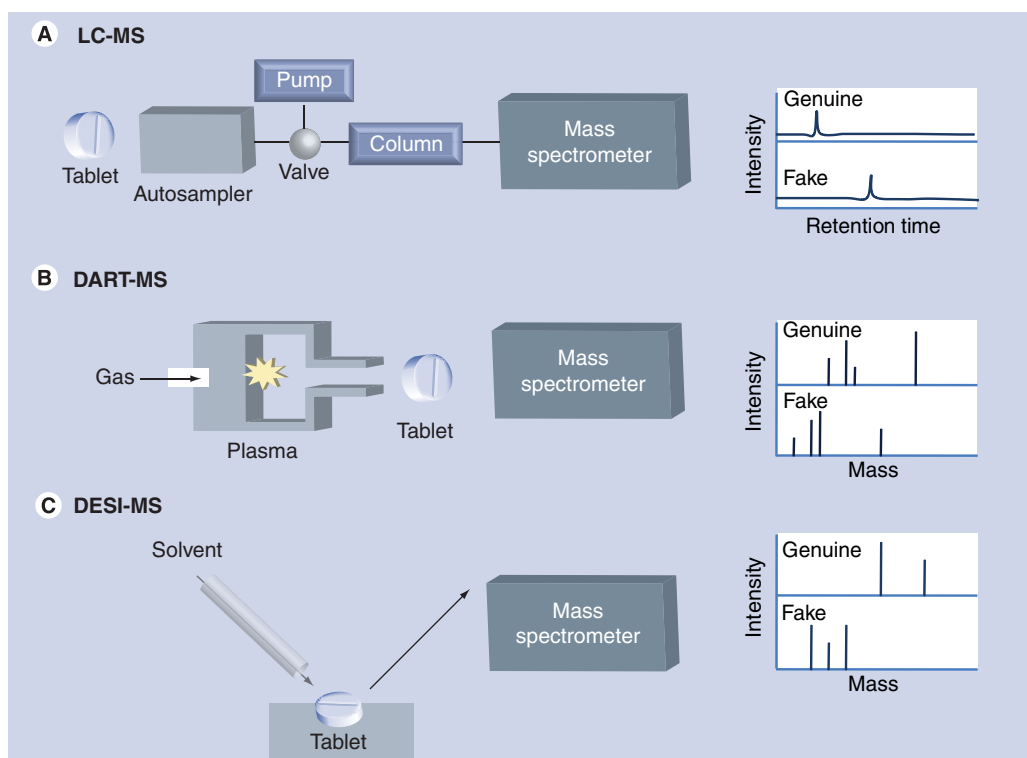 A LC-MS
Pump
Tablet
Autosampler
Valve
Column
Mass
spectrometer
Intensity
Genuine
Fake
Retention time
B DART-MS
Gas
Plasma
Tablet
Mass
spectrometer
Intensity
Genuine
Fake
Mass
C DESI-MS
Solvent
Tablet
Mass
spectrometer
Intensity
Genuine
Fake
Mass